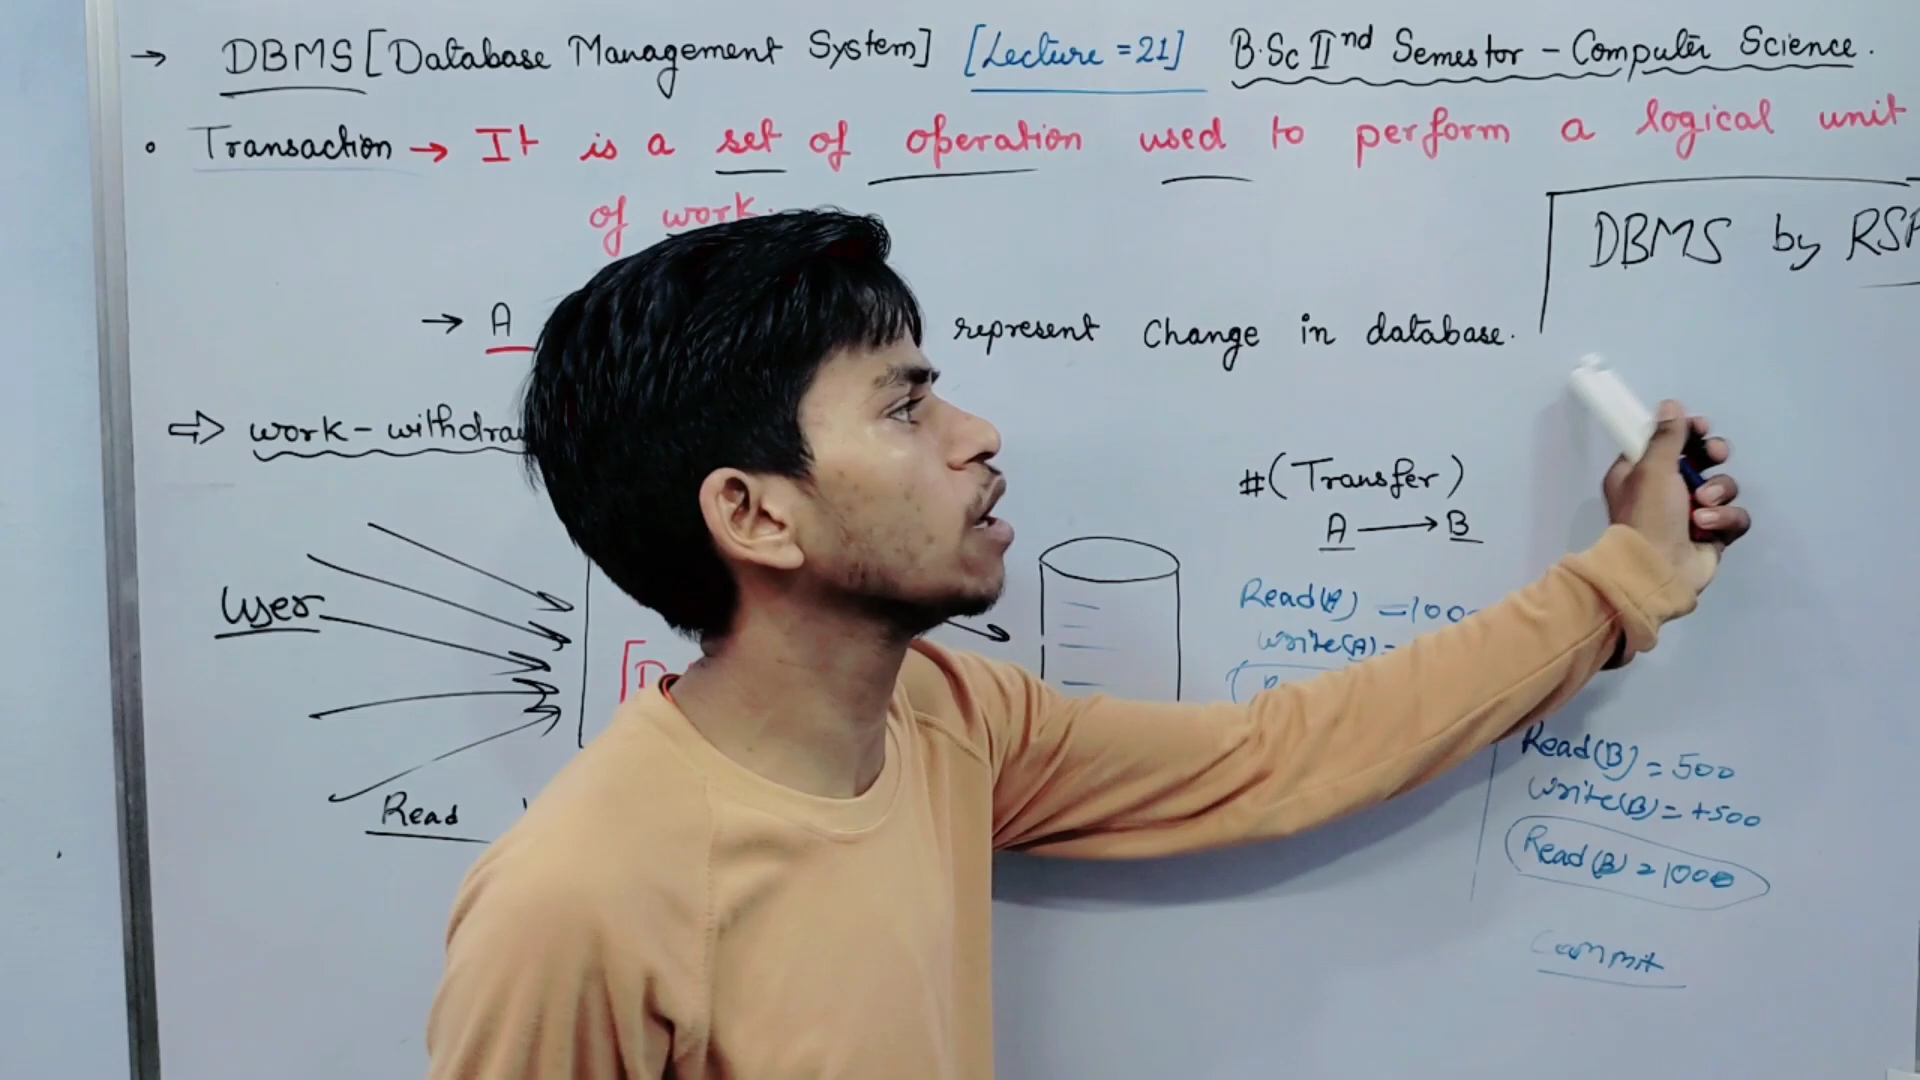 → DBMS [Database Management System] [Lecture = 21] B.Sc IInd Semestor - Computer Science.
• Transaction → It is a set of operation used to perform a logical unit
of work.
DBMS by
→ A represent Change in database.
⇒ work - withdraw
#(Transfer)
A → B
User
Read(A) =100
write(A)=
Read(B) = 500
write(B) = +500
Read
Read(B) = 1000
Commit